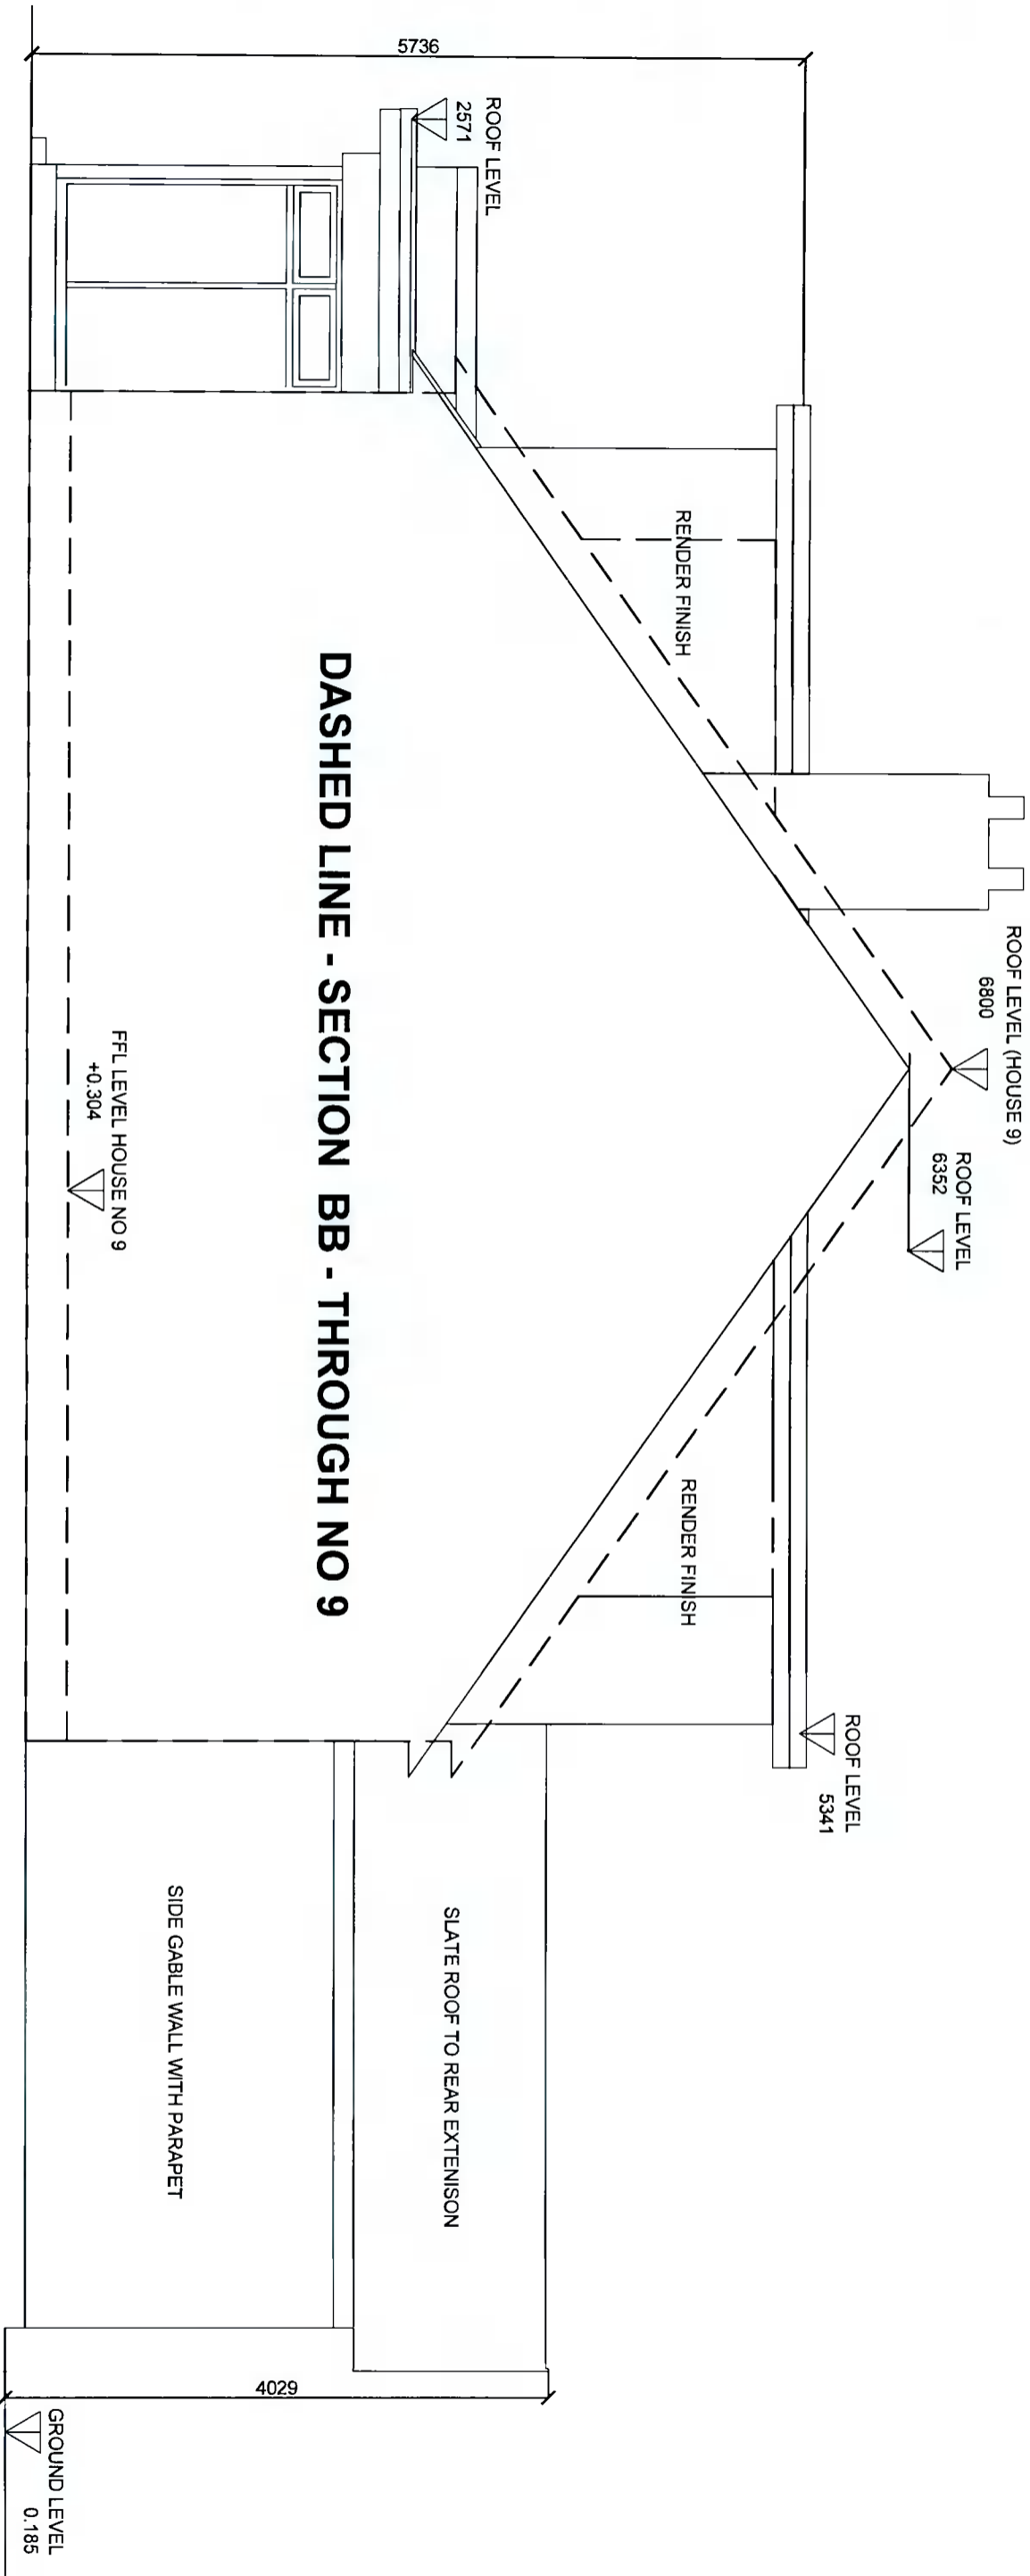 5736
ROOF LEVEL
2571
RENDER FINISH
ROOF LEVEL (HOUSE 9)
6800
ROOF LEVEL
6352
RENDER FINISH
ROOF LEVEL
5341
DASHED LINE - SECTION BB - THROUGH NO 9
FFL LEVEL HOUSE NO 9
+0.304
SLATE ROOF TO REAR EXTENISON
SIDE GABLE WALL WITH PARAPET
4029
GROUND LEVEL
0.185